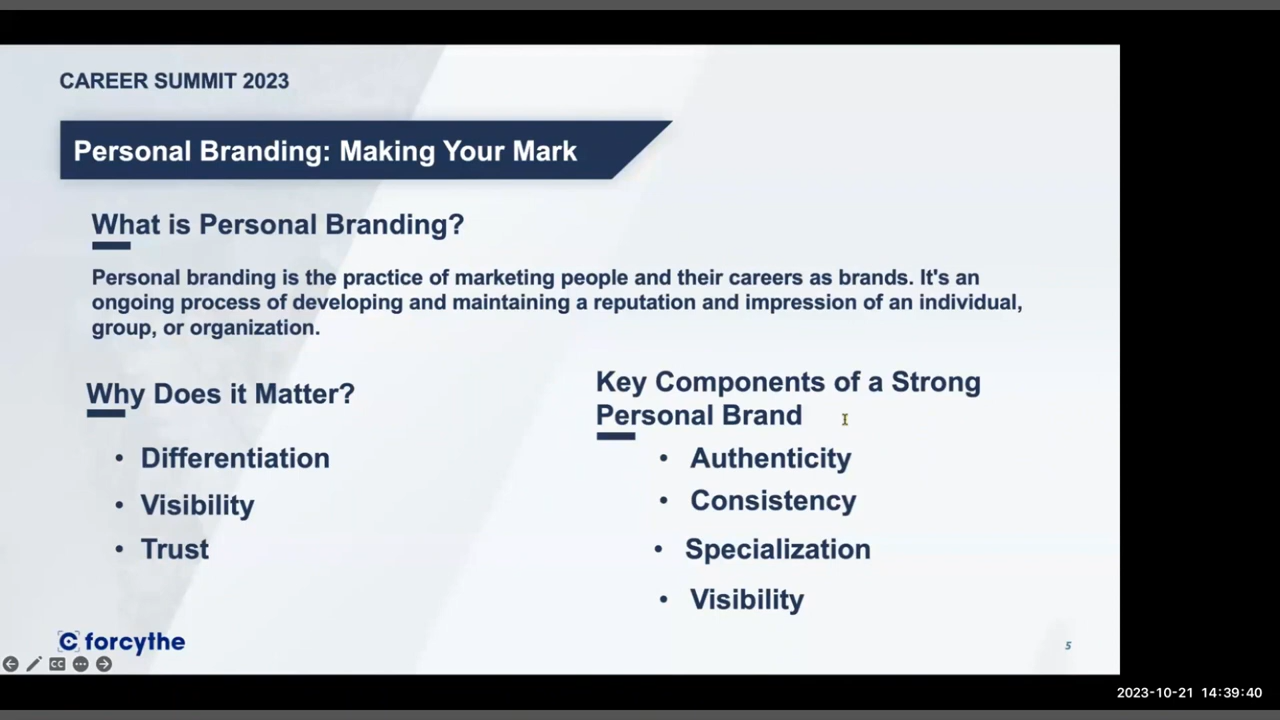 CAREER SUMMIT 2023
Personal Branding: Making Your Mark
What is Personal Branding?
Personal branding is the practice of marketing people and their careers as brands. It's an
ongoing process of developing and maintaining a reputation and impression of an individual,
group, or organization.
Why Does it Matter?
• Differentiation
• Visibility
• Trust
Key Components of a Strong
Personal Brand
• Authenticity
• Consistency
• Specialization
• Visibility
forcythe
5
CC
2023-10-21 14:39:40